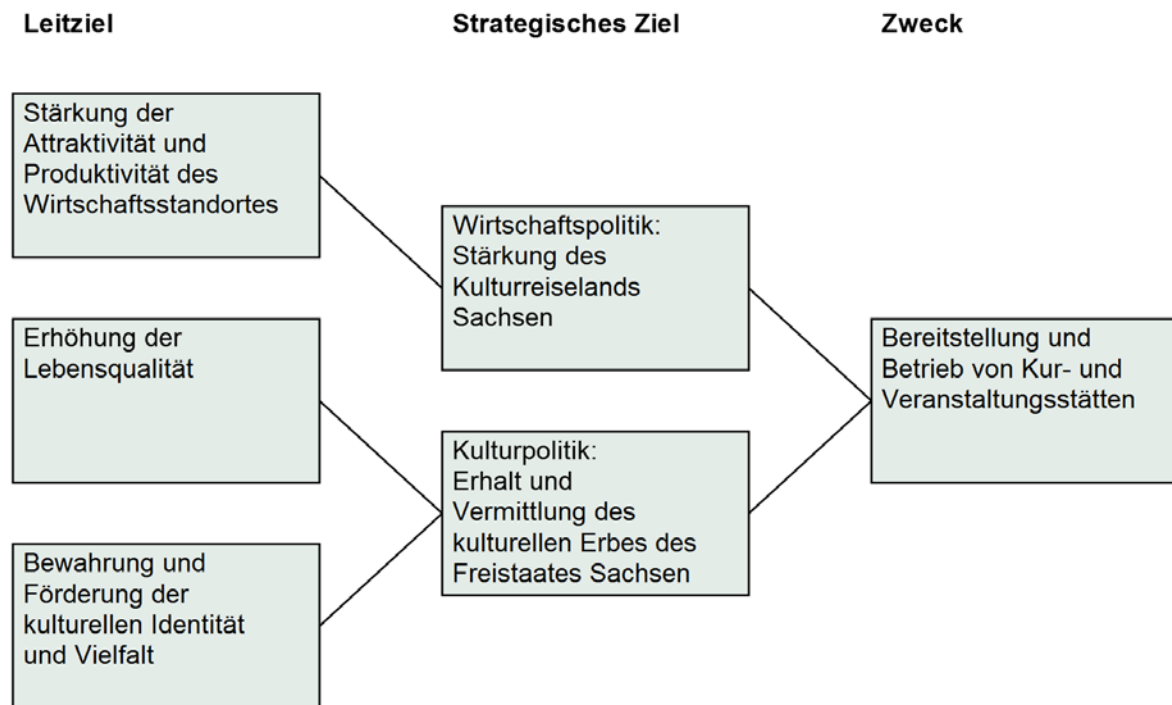 Leitziel
Strategisches Ziel
Zweck
Stärkung der
Attraktivität und
Produktivität des
Wirtschaftsstandortes
Erhöhung der
Lebensqualität
Bewahrung und
Förderung der
kulturellen Identität
und Vielfalt
Wirtschaftspolitik:
Stärkung des
Kulturreiselands
Sachsen
Kulturpolitik:
Erhalt und
Vermittlung des
kulturellen Erbes des
Freistaates Sachsen
Bereitstellung und
Betrieb von Kur- und
Veranstaltungsstätten